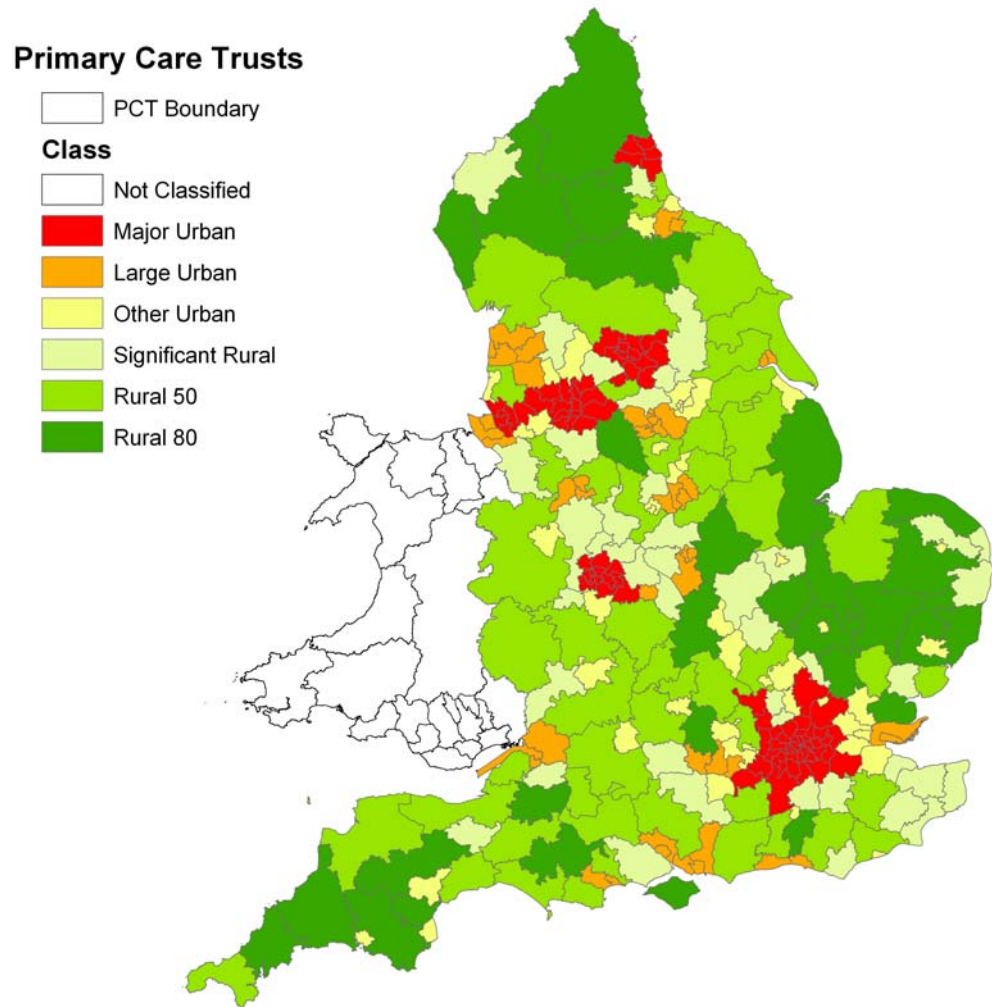 Primary Care Trusts
PCT Boundary
Class
Not Classified
Major Urban
Large Urban
Other Urban
Significant Rural
Rural 50
Rural 80